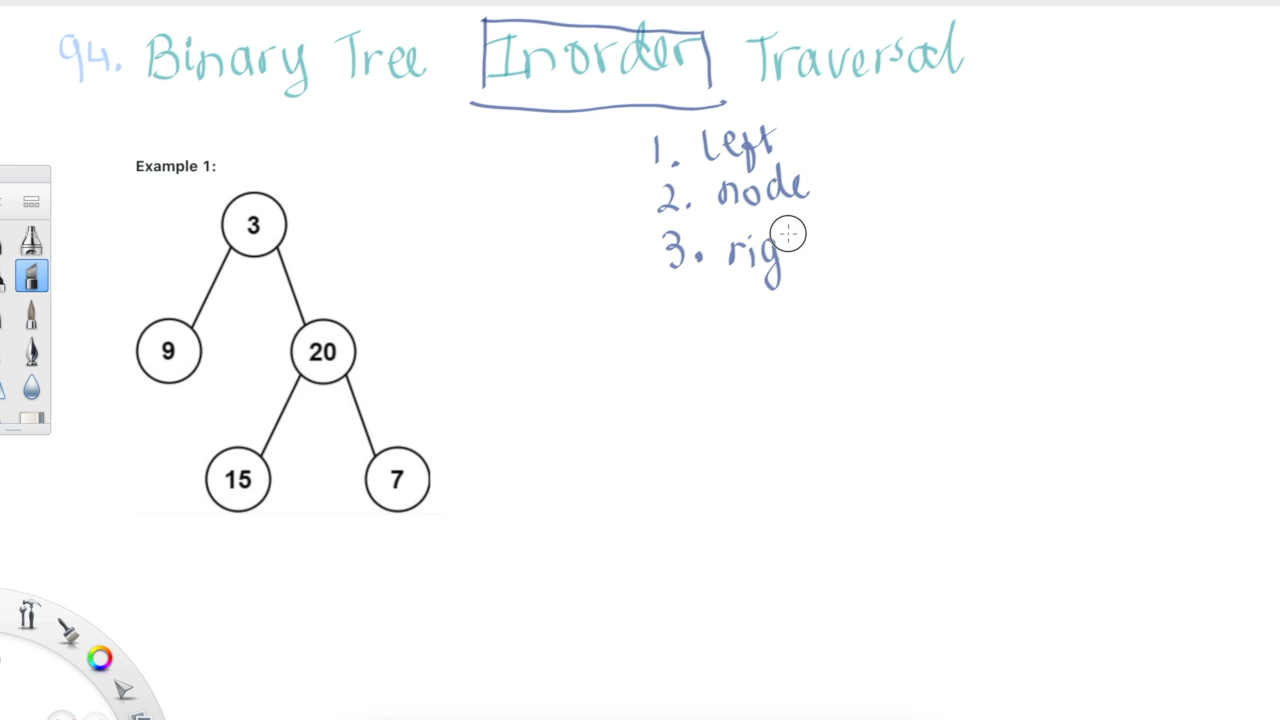 94. Binary Tree Inorder Traversal
1. left
2. node
3. rig
Example 1:
3
9 20
15 7